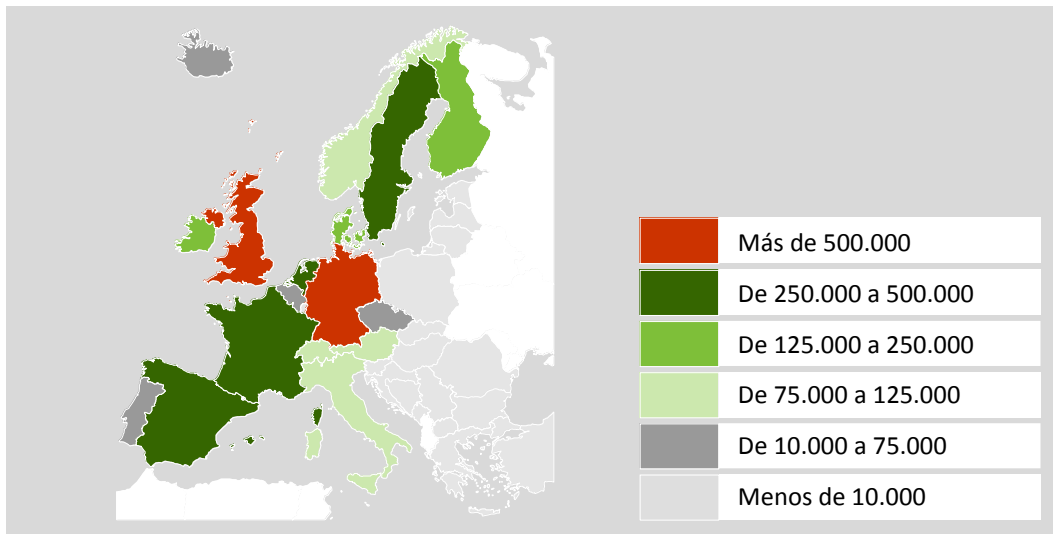 Más de 500.000
De 250.000 a 500.000
De 125.000 a 250.000
De 75.000 a 125.000
De 10.000 a 75.000
Menos de 10.000